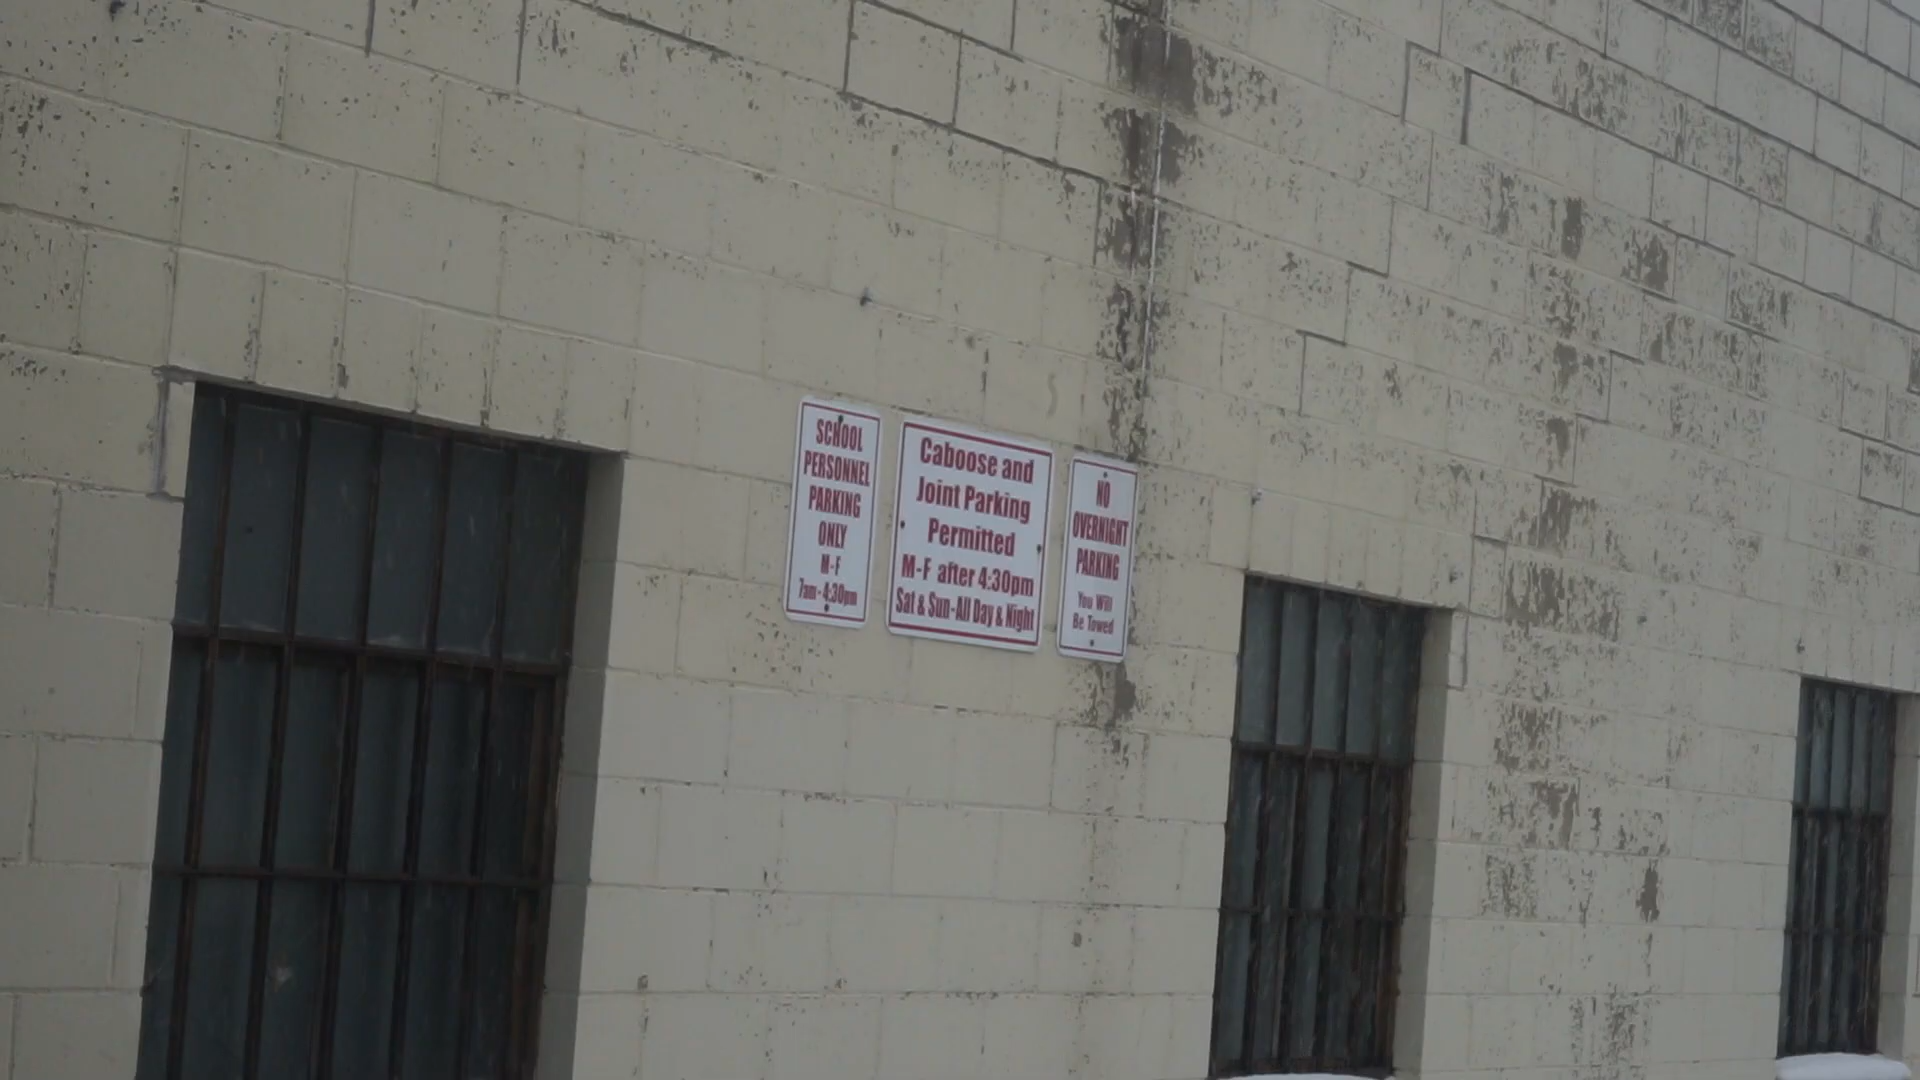 SCHOOL
PERSONNEL
PARKING
ONLY
M-F
7am-4:30pm
Caboose and
Joint Parking
Permitted
M-F after 4:30pm
Sat & Sun-All Day & Night
NO
OVERNIGHT
PARKING
You Will
Be Towed